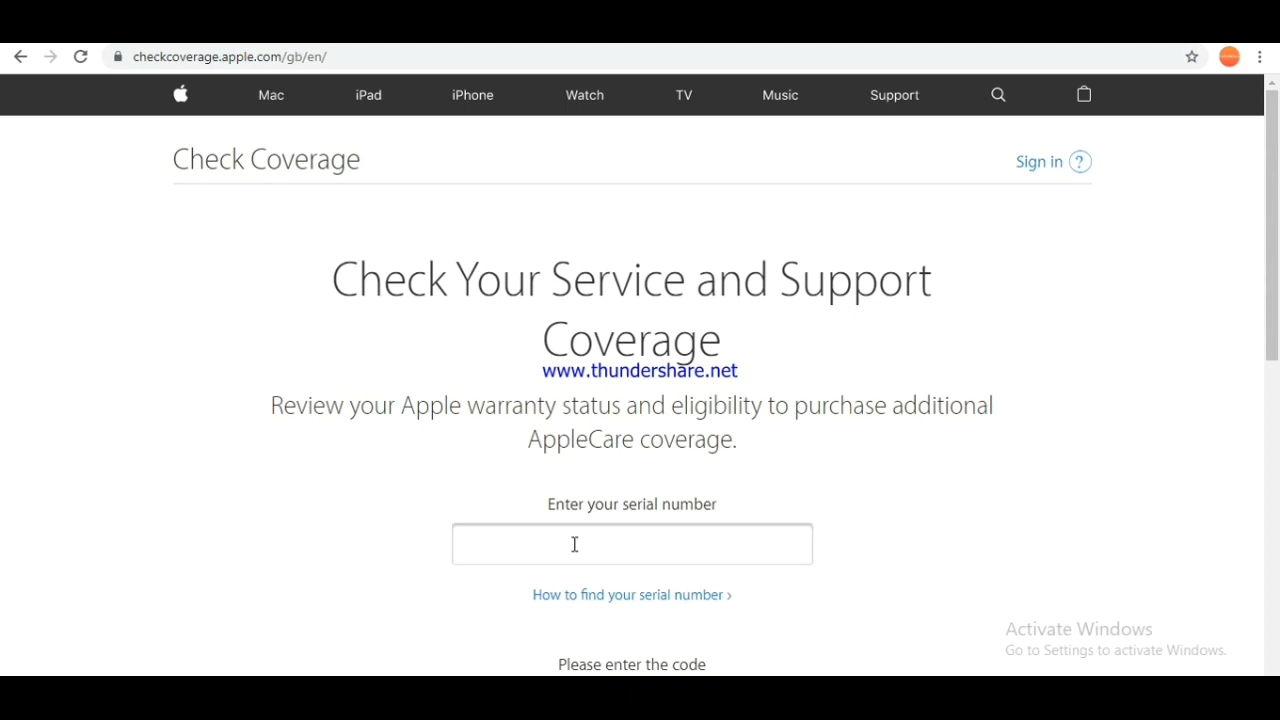 checkcoverage.apple.com/gb/en/
Mac iPad iPhone Watch TV Music Support
Check Coverage
Sign in ?
Check Your Service and Support
Coverage
www.thundershare.net
Review your Apple warranty status and eligibility to purchase additional
AppleCare coverage.
Enter your serial number
How to find your serial number ›
Activate Windows
Go to Settings to activate Windows.
Please enter the code